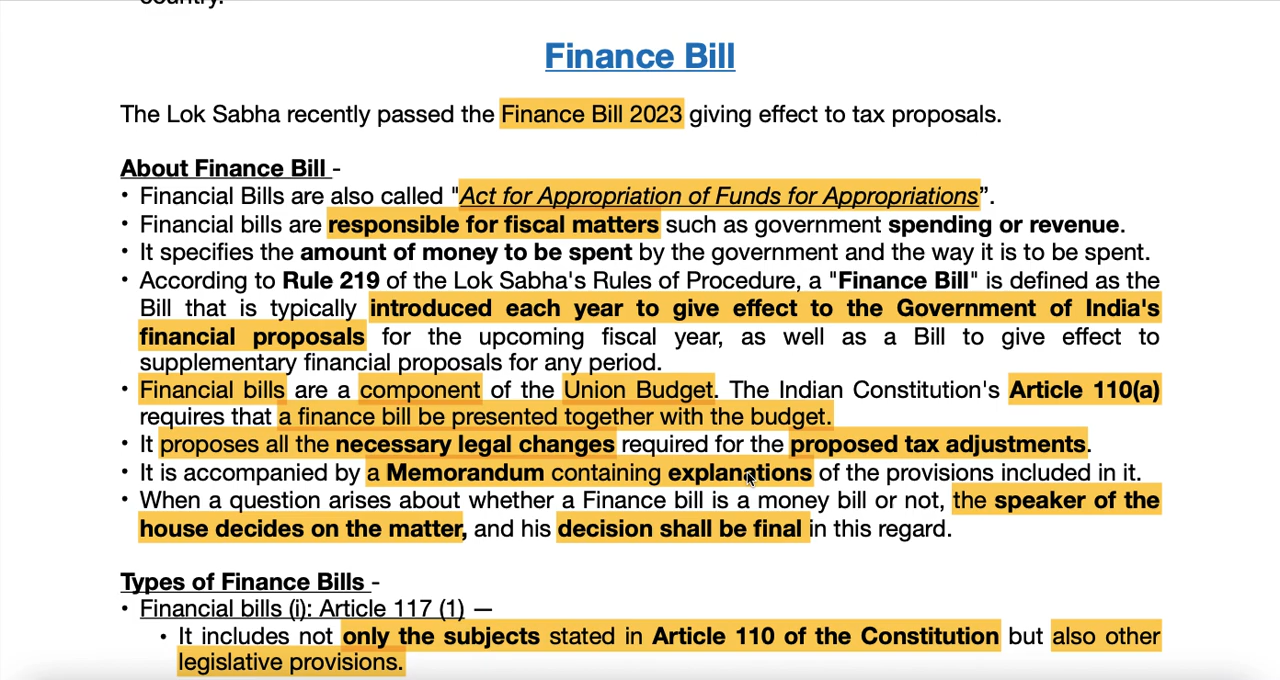 country.
Finance Bill
The Lok Sabha recently passed the Finance Bill 2023 giving effect to tax proposals.
About Finance Bill -
• Financial Bills are also called "Act for Appropriation of Funds for Appropriations”.
• Financial bills are responsible for fiscal matters such as government spending or revenue.
• It specifies the amount of money to be spent by the government and the way it is to be spent.
• According to Rule 219 of the Lok Sabha's Rules of Procedure, a "Finance Bill" is defined as the
Bill that is typically introduced each year to give effect to the Government of India's
financial proposals for the upcoming fiscal year, as well as a Bill to give effect to
supplementary financial proposals for any period.
• Financial bills are a component of the Union Budget. The Indian Constitution's Article 110(a)
requires that a finance bill be presented together with the budget.
• It proposes all the necessary legal changes required for the proposed tax adjustments.
• It is accompanied by a Memorandum containing explanations of the provisions included in it.
• When a question arises about whether a Finance bill is a money bill or not, the speaker of the
house decides on the matter, and his decision shall be final in this regard.
Types of Finance Bills -
• Financial bills (i): Article 117 (1) —
• It includes not only the subjects stated in Article 110 of the Constitution but also other
legislative provisions.